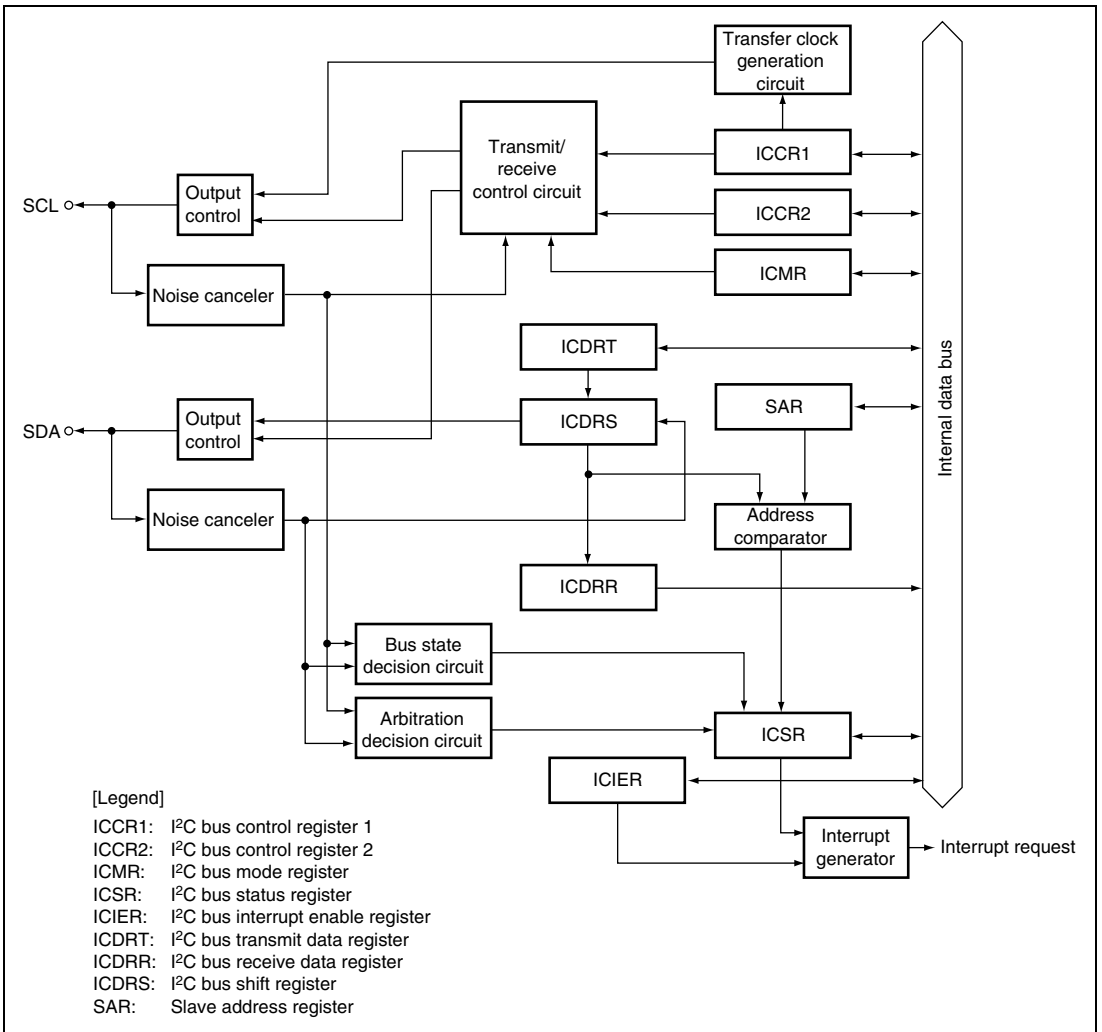 Transfer clock
generation
circuit
Transmit/
receive
control circuit
ICCR1
SCL
Output
control
ICCR2
ICMR
Noise canceler
ICDRT
Internal data bus
SAR
SDA
Output
control
ICDRS
Noise canceler
Address
comparator
ICDRR
Bus state
decision circuit
Arbitration
decision circuit
ICSR
ICIER
Interrupt
generator
Interrupt request
[Legend]
ICCR1: I²C bus control register 1
ICCR2: I²C bus control register 2
ICMR: I²C bus mode register
ICSR: I²C bus status register
ICIER: I²C bus interrupt enable register
ICDRT: I²C bus transmit data register
ICDRR: I²C bus receive data register
ICDRS: I²C bus shift register
SAR: Slave address register